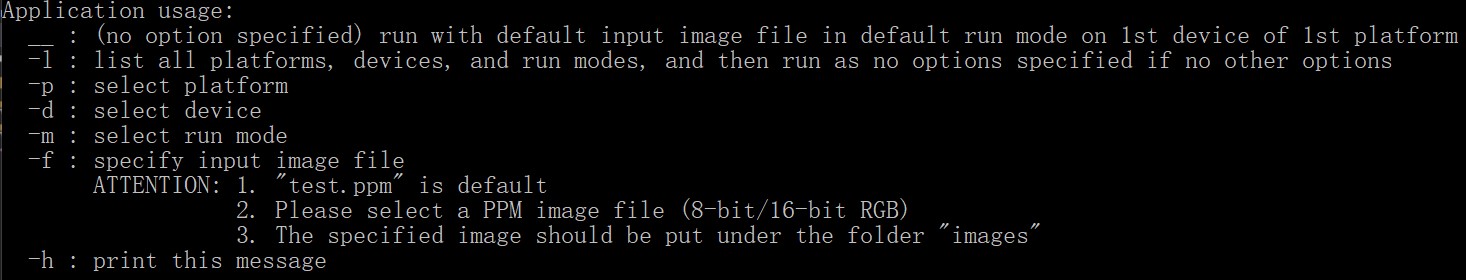 Application usage:
__ : (no option specified) run with default input image file in default run mode on 1st device of 1st platform
-l : list all platforms, devices, and run modes, and then run as no options specified if no other options
-p : select platform
-d : select device
-m : select run mode
-f : specify input image file
ATTENTION: 1. "test.ppm" is default
2. Please select a PPM image file (8-bit/16-bit RGB)
3. The specified image should be put under the folder "images"
-h : print this message